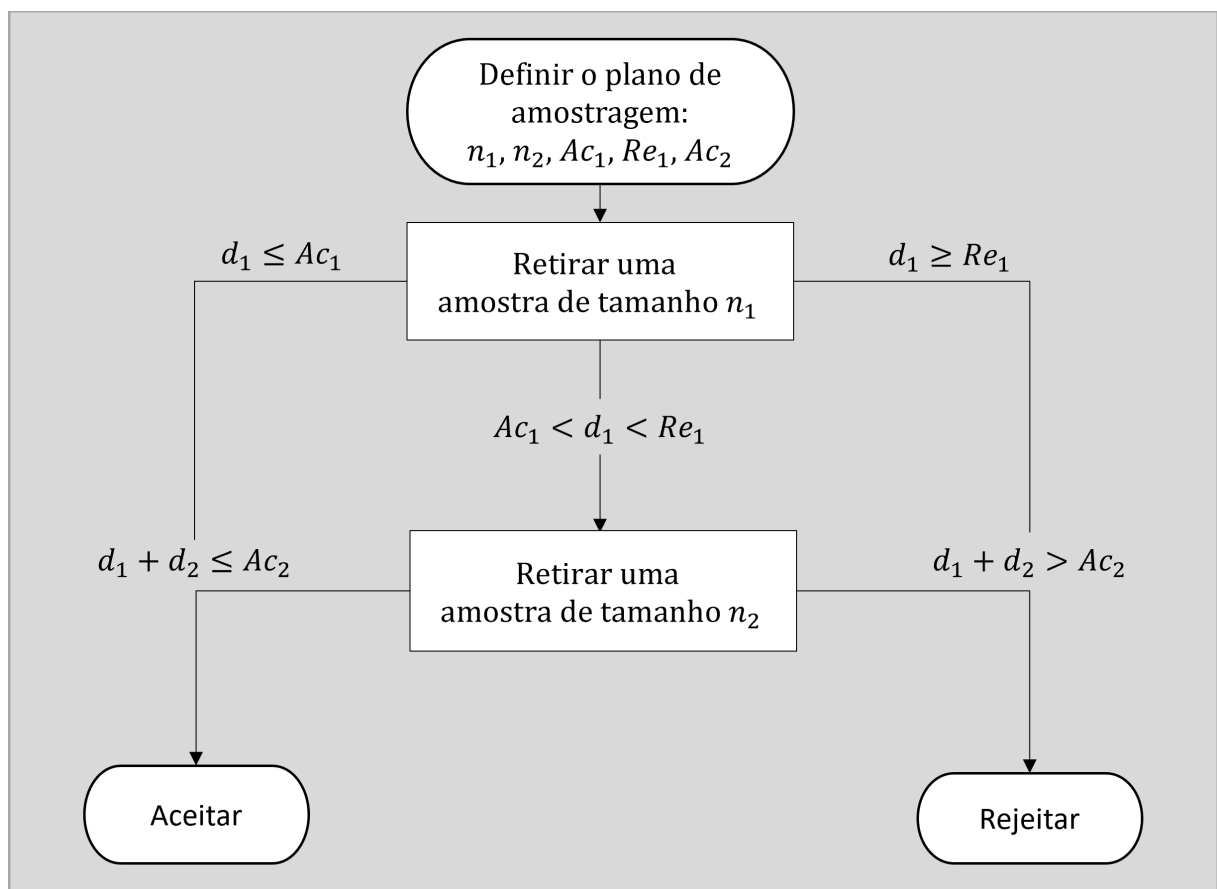 Definir o plano de
amostragem:
n₁, n₂, Ac₁, Re₁, Ac₂
d₁ ≤ Ac₁
Retirar uma
amostra de tamanho n₁
d₁ ≥ Re₁
Ac₁ < d₁ < Re₁
d₁ + d₂ ≤ Ac₂
Retirar uma
amostra de tamanho n₂
d₁ + d₂ > Ac₂
Aceitar
Rejeitar